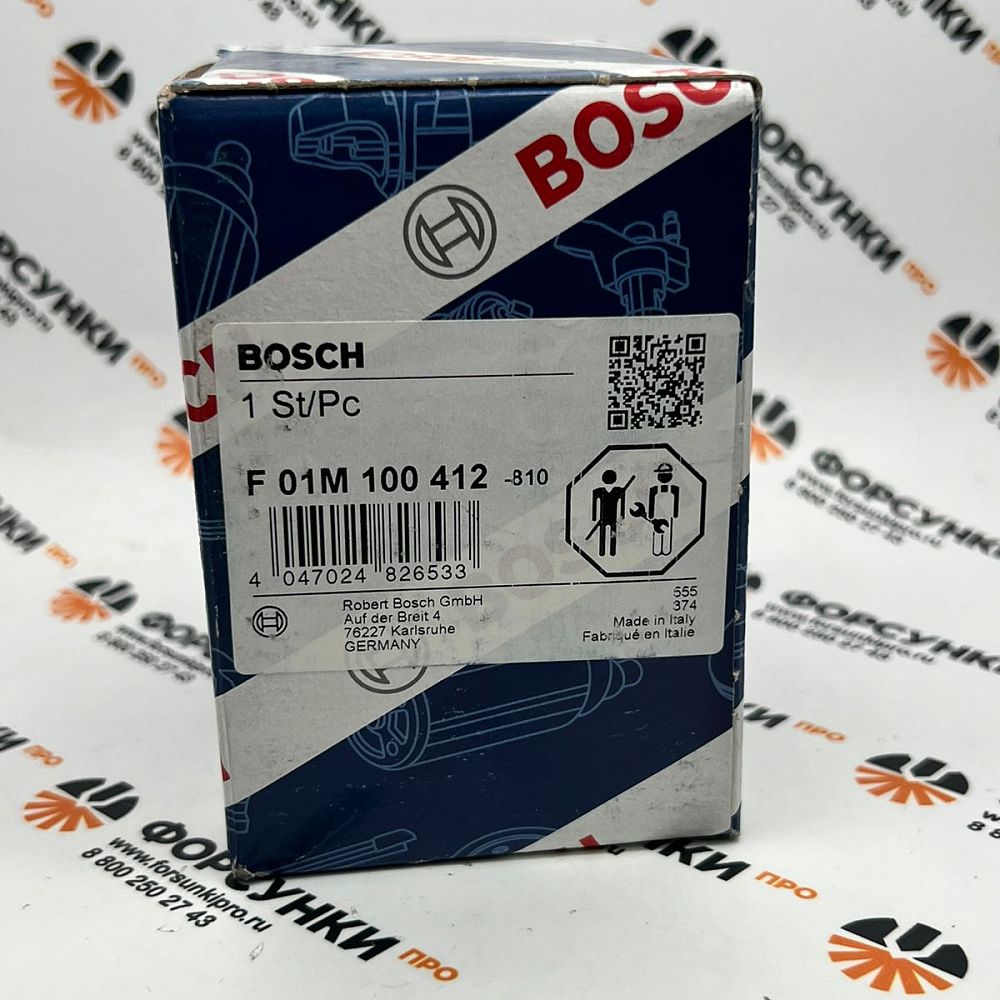 BOSCH
BOSCH
1 St/Pc
F 01M 100 412 -810
4 047024 826533
Robert Bosch GmbH
Auf der Breit 4
76227 Karlsruhe
GERMANY
555
374
Made in Italy
Fabriqué en Italie
ФОРСУНКИ ПРО
www.forsunkipro.ru
8 800 250 27 43